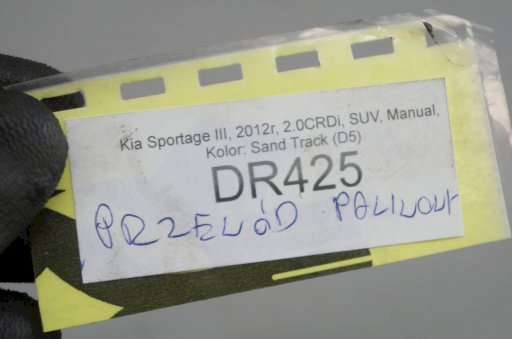 Kia Sportage III, 2012r, 2.0CRDi, SUV, Manual,
Kolor: Sand Track (D5)
DR425
PRZEWÓD PALIWOWY